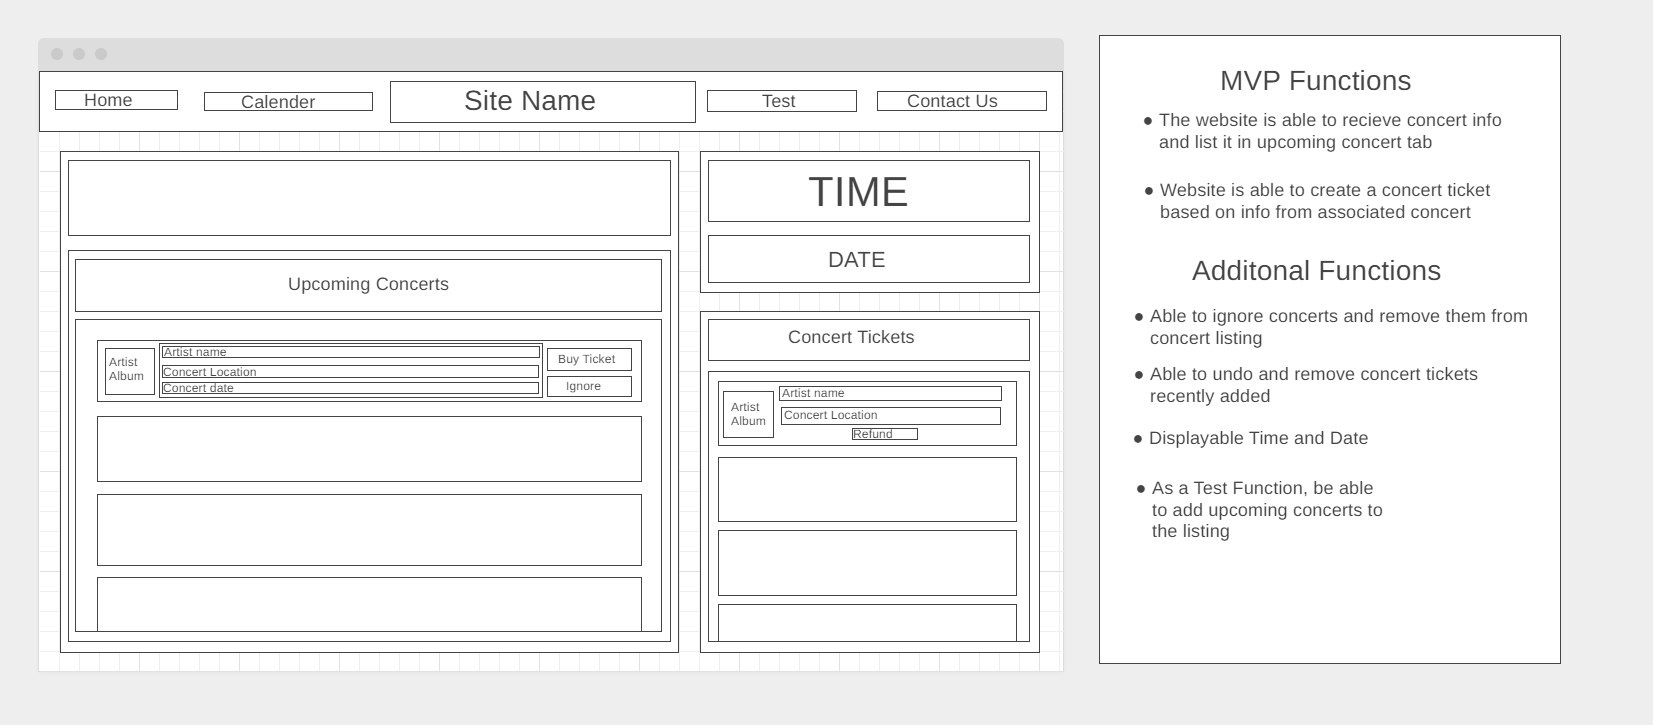 Home
Calender
Site Name
Test
Contact Us
TIME
DATE
Upcoming Concerts
Artist
Album
Artist name
Concert Location
Concert date
Buy Ticket
Ignore
Concert Tickets
Artist
Album
Artist name
Concert Location
Refund
MVP Functions
● The website is able to recieve concert info
and list it in upcoming concert tab
● Website is able to create a concert ticket
based on info from associated concert
Additonal Functions
● Able to ignore concerts and remove them from
concert listing
● Able to undo and remove concert tickets
recently added
● Displayable Time and Date
● As a Test Function, be able
to add upcoming concerts to
the listing